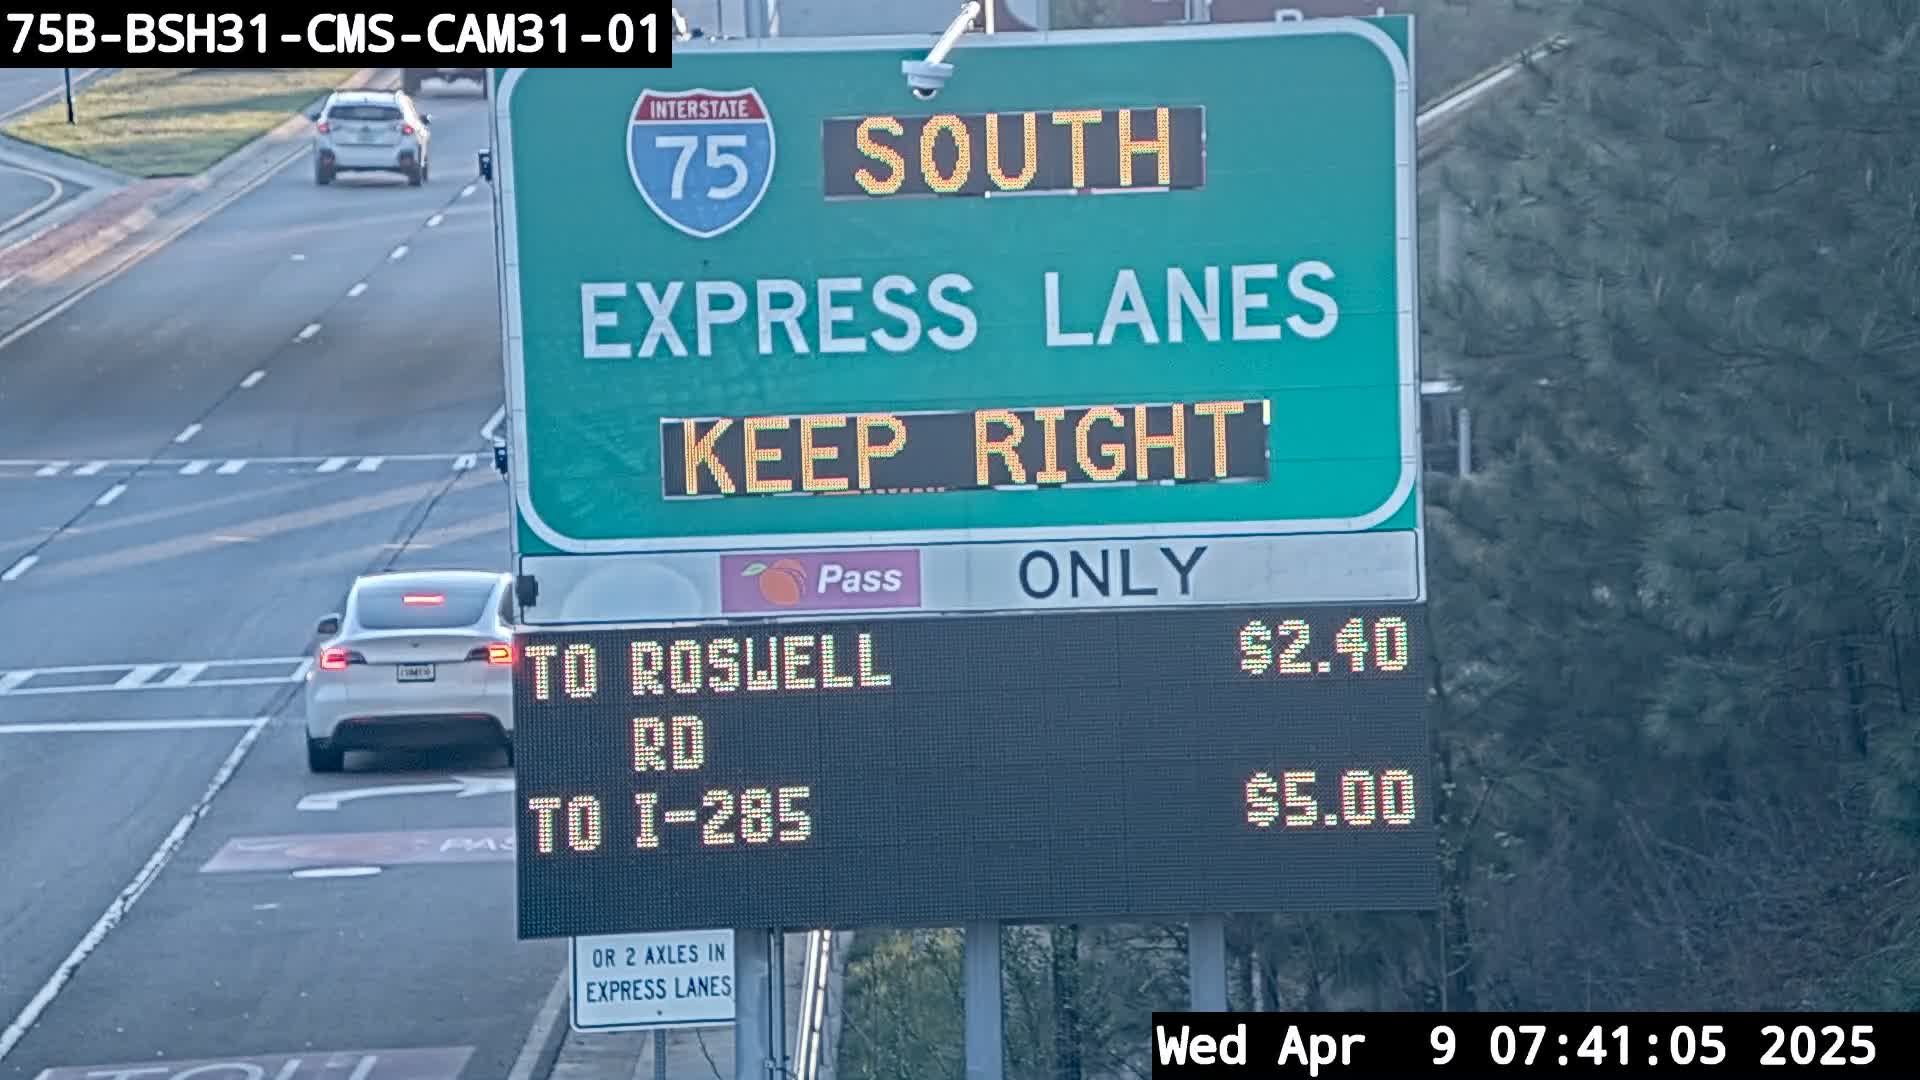 75B-BSH31-CMS-CAM31-01
INTERSTATE
75
SOUTH
EXPRESS LANES
KEEP RIGHT
Pass
ONLY
TO ROSWELL $2.40
RD
TO I-285 $5.00
OR 2 AXLES IN
EXPRESS LANES
Wed Apr 9 07:41:05 2025